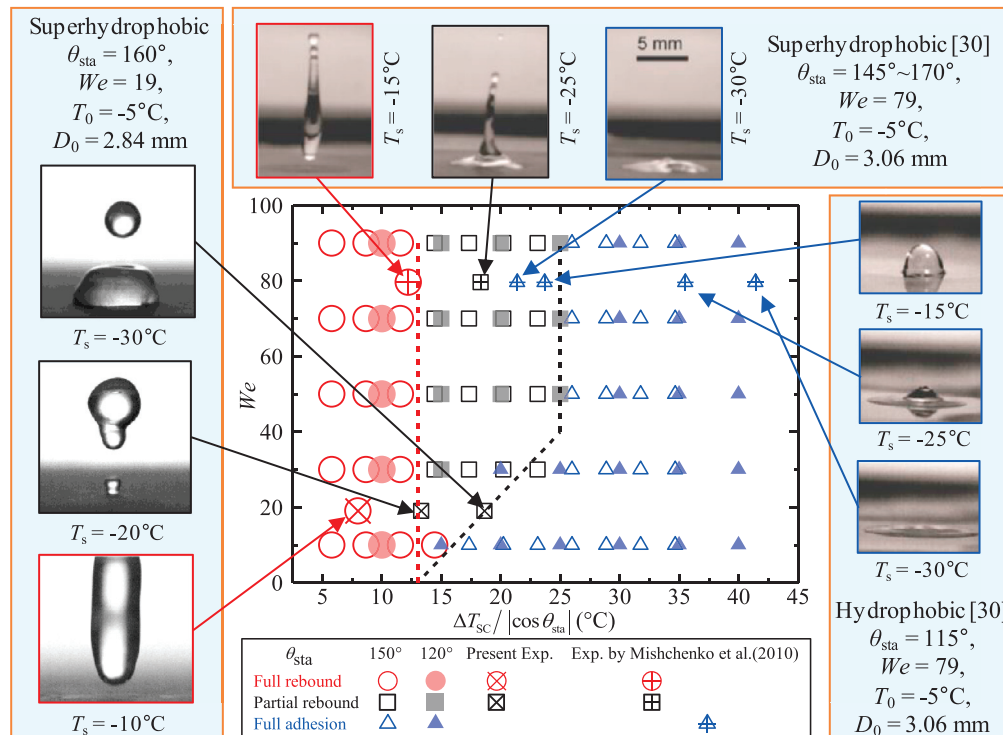 Superhydrophobic
θsta = 160°,
We = 19,
T0 = -5°C,
D0 = 2.84 mm
Ts = -30°C
Ts = -20°C
Ts = -10°C
Ts = -15°C
Ts = -25°C
5 mm
Ts = -30°C
Superhydrophobic [30]
θsta = 145°~170°,
We = 79,
T0 = -5°C,
D0 = 3.06 mm
100
80
60
40
20
0
We
5 10 15 20 25 30 35 40 45
ΔTSC/|cos θsta| (°C)
Ts = -15°C
Ts = -25°C
Ts = -30°C
Hydrophobic [30]
θsta = 115°,
We = 79,
T0 = -5°C,
D0 = 3.06 mm
θsta 150° 120° Present Exp. Exp. by Mishchenko et al.(2010)
Full rebound
Partial rebound
Full adhesion